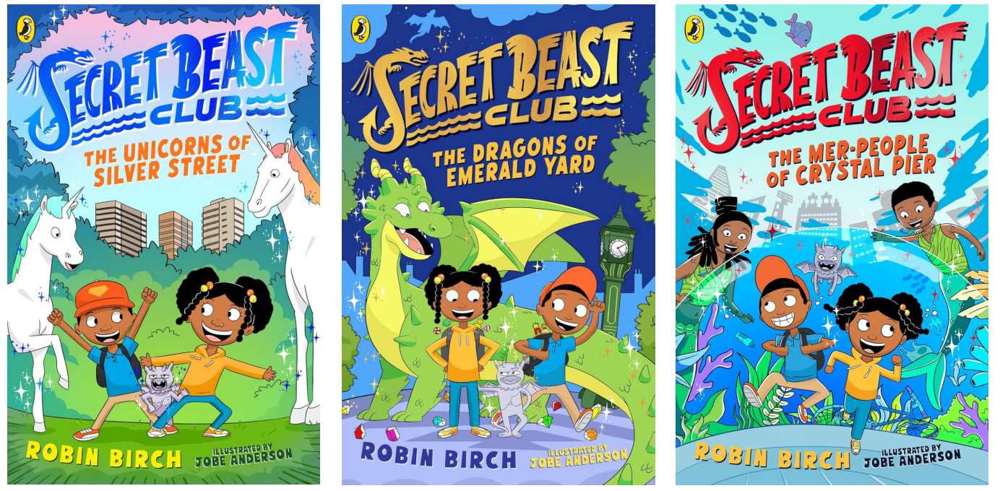 SECRET BEAST
CLUB
THE UNICORNS OF
SILVER STREET
ROBIN BIRCH
ILLUSTRATED BY
JOBE ANDERSON
SECRET BEAST
CLUB
THE DRAGONS OF
EMERALD YARD
ROBIN BIRCH
ILLUSTRATED BY
JOBE ANDERSON
SECRET BEAST
CLUB
THE MER-PEOPLE
OF CRYSTAL PIER
ROBIN BIRCH
ILLUSTRATED BY
JOBE ANDERSON